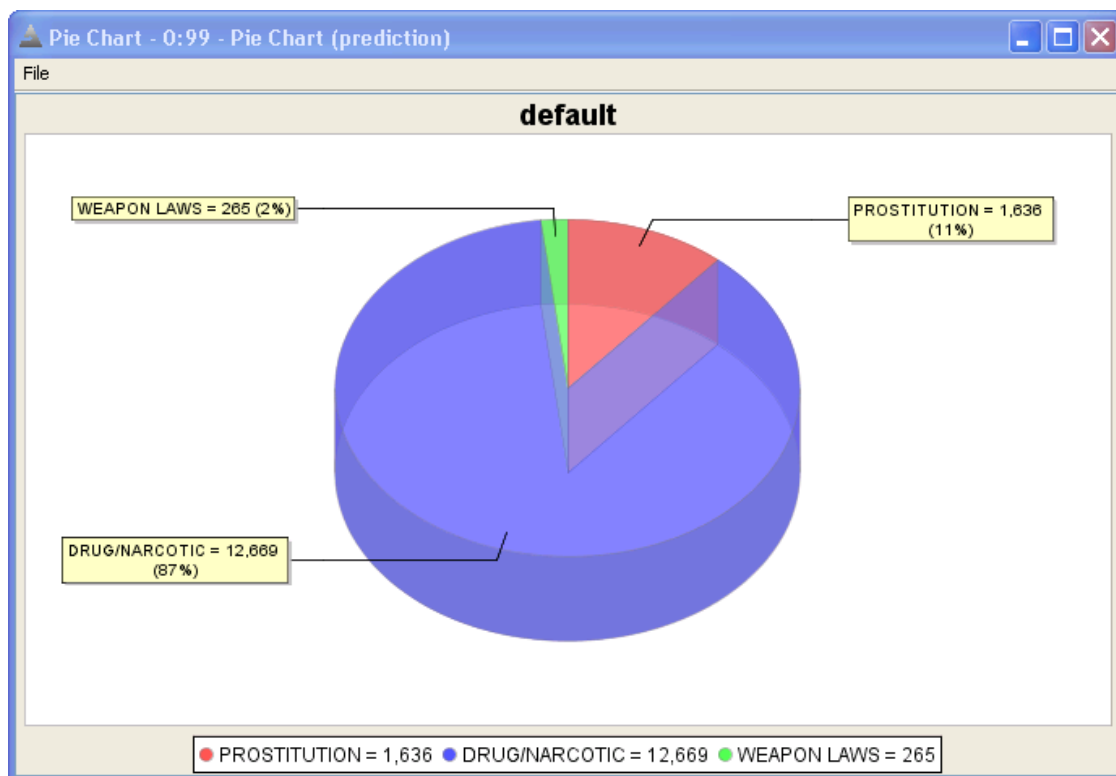 Pie Chart - 0:99 - Pie Chart (prediction)
File
default
WEAPON LAWS = 265 (2%)
PROSTITUTION = 1,636
(11%)
DRUG/NARCOTIC = 12,669
(87%)
PROSTITUTION = 1,636 DRUG/NARCOTIC = 12,669 WEAPON LAWS = 265